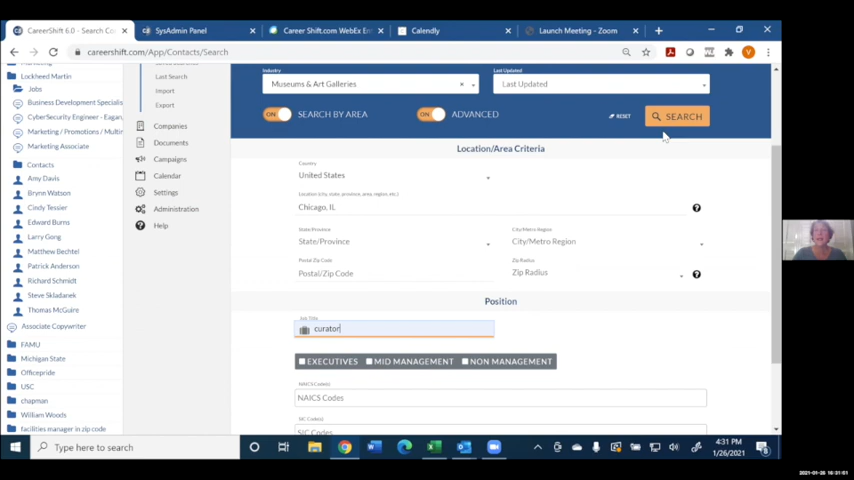 CareerShift 6.0 - Search Co
SysAdmin Panel
Career Shift.com WebEx Em
Calendly
Launch Meeting - Zoom
careershift.com/App/Contacts/Search
V
Marketing
Lockheed Martin
Jobs
Business Development Specialis
CyberSecurity Engineer - Eagan,
Marketing / Promotions / Multin
Marketing Associate
Contacts
Amy Davis
Brynn Watson
Cindy Tessier
Edward Burns
Larry Gong
Matthew Bechtel
Patrick Anderson
Richard Schmidt
Steve Skladanek
Thomas McGuire
Associate Copywriter
FAMU
Michigan State
Officepride
USC
chapman
William Woods
facilities manager in zip code
Last Search
Import
Export
Companies
Documents
Campaigns
Calendar
Settings
Administration
Help
Industry
Museums & Art Galleries
Last Updated
Last Updated
ON SEARCH BY AREA
ON ADVANCED
RESET
SEARCH
Location/Area Criteria
Country
United States
Location (city, state, province, area, region, etc.)
Chicago, IL
State/Province
State/Province
City/Metro Region
City/Metro Region
Postal Zip Code
Postal/Zip Code
Zip Radius
Zip Radius
Position
Job Title
curator
EXECUTIVES MID MANAGEMENT NON MANAGEMENT
NAICS Code(s)
NAICS Codes
SIC Code(s)
SIC Codes
Type here to search
4:31 PM
1/26/2021
2021-01-26 16:31:01